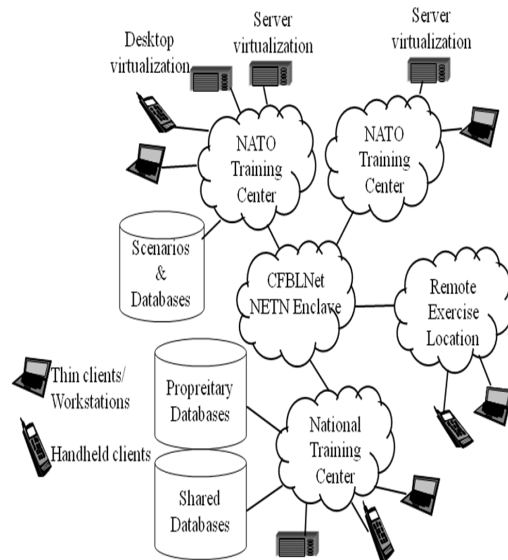 Server
virtualization
Server
virtualization
Desktop
virtualization
NATO
Training
Center
NATO
Training
Center
Scenarios
&
Databases
CFBLNet
NETN Enclave
Remote
Exercise
Location
Thin clients/
Workstations
Propreitary
Databases
National
Training
Center
Handheld clients
Shared
Databases